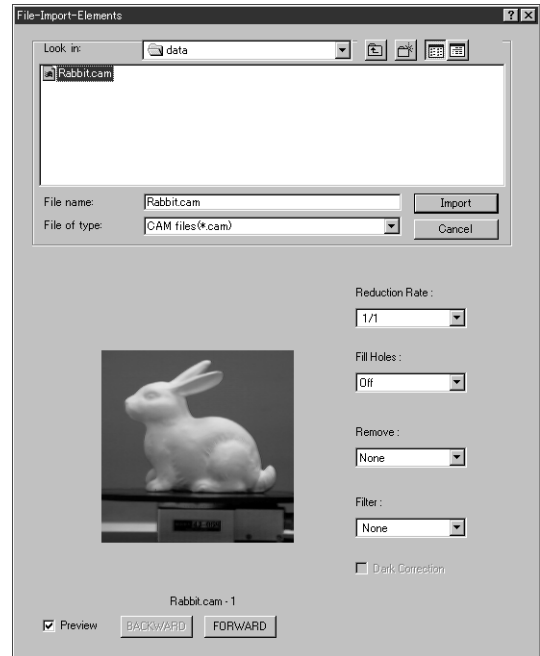 File-Import-Elements
Look in:
data
Rabbit.cam
File name:
Rabbit.cam
Import
File of type:
CAM files(*.cam)
Cancel
Reduction Rate :
1/1
Fill Holes :
Off
Remove :
None
Filter :
None
Dark Correction
Rabbit.cam - 1
Preview
BACKWARD
FORWARD